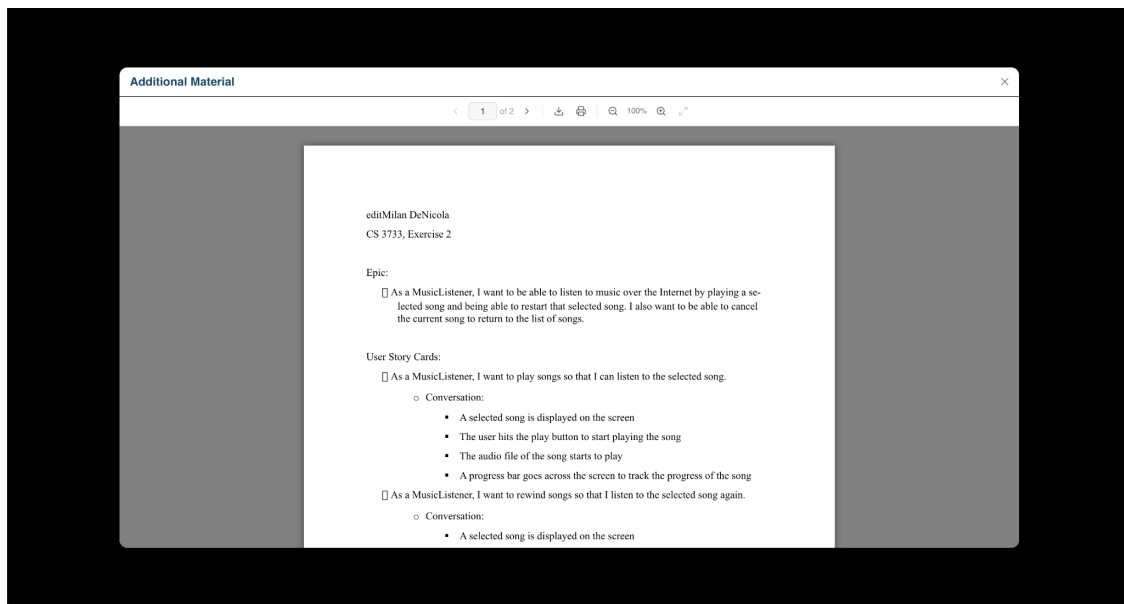 Additional Material
1 of 2 100%
editMilan DeNicola
CS 3733, Exercise 2
Epic:
As a MusicListener, I want to be able to listen to music over the Internet by playing a se-
lected song and being able to restart that selected song. I also want to be able to cancel
the current song to return to the list of songs.
User Story Cards:
As a MusicListener, I want to play songs so that I can listen to the selected song.
o Conversation:
▪ A selected song is displayed on the screen
▪ The user hits the play button to start playing the song
▪ The audio file of the song starts to play
▪ A progress bar goes across the screen to track the progress of the song
As a MusicListener, I want to rewind songs so that I listen to the selected song again.
o Conversation:
▪ A selected song is displayed on the screen